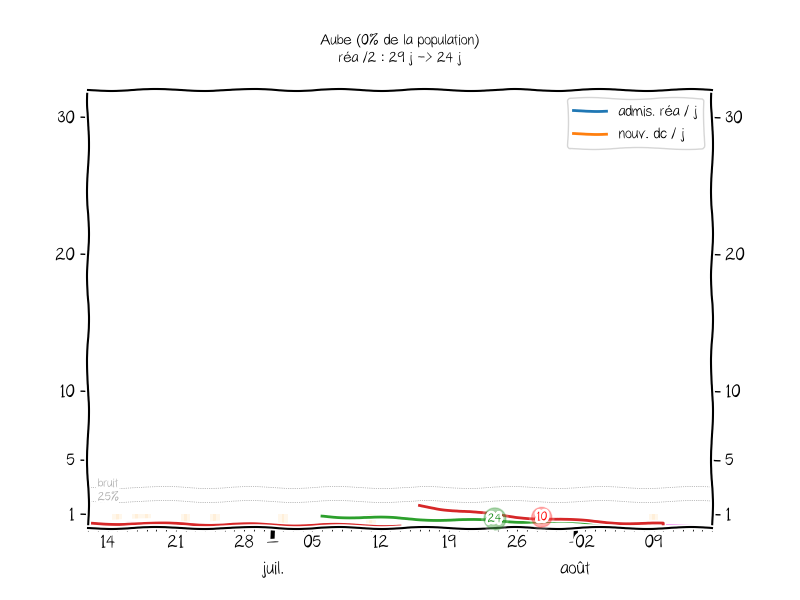 Aube (0% de la population)
réa /2 : 29 j -> 24 j
admis. réa / j
nouv. dc / j
30 30
20 20
10 10
5 5
bruit
25%
1 1
24 10
14 21 28 05 12 19 26 02 09
juil. août